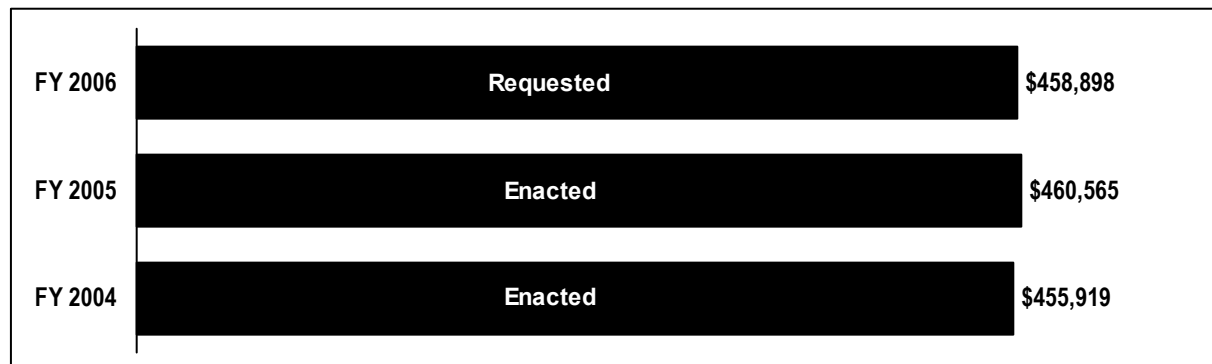 FY 2006 Requested $458,898
FY 2005 Enacted $460,565
FY 2004 Enacted $455,919